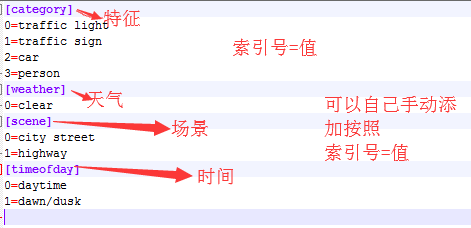 [category]
特征
0=traffic light
1=traffic sign
索引号=值
2=car
3=person
[weather]
天气
0=clear
[scene]
场景
可以自己手动添
加按照
索引号=值
0=city street
1=highway
[timeofday]
时间
0=daytime
1=dawn/dusk